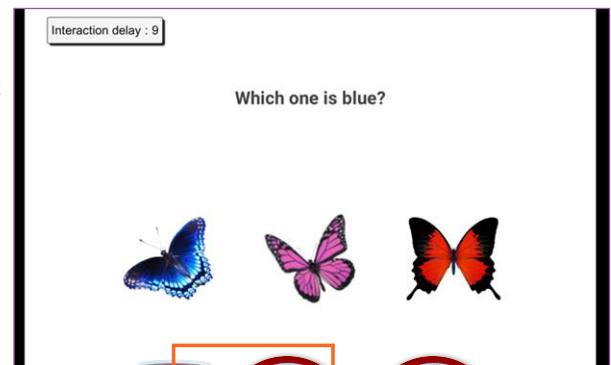 Interaction delay : 9
Which one is blue?